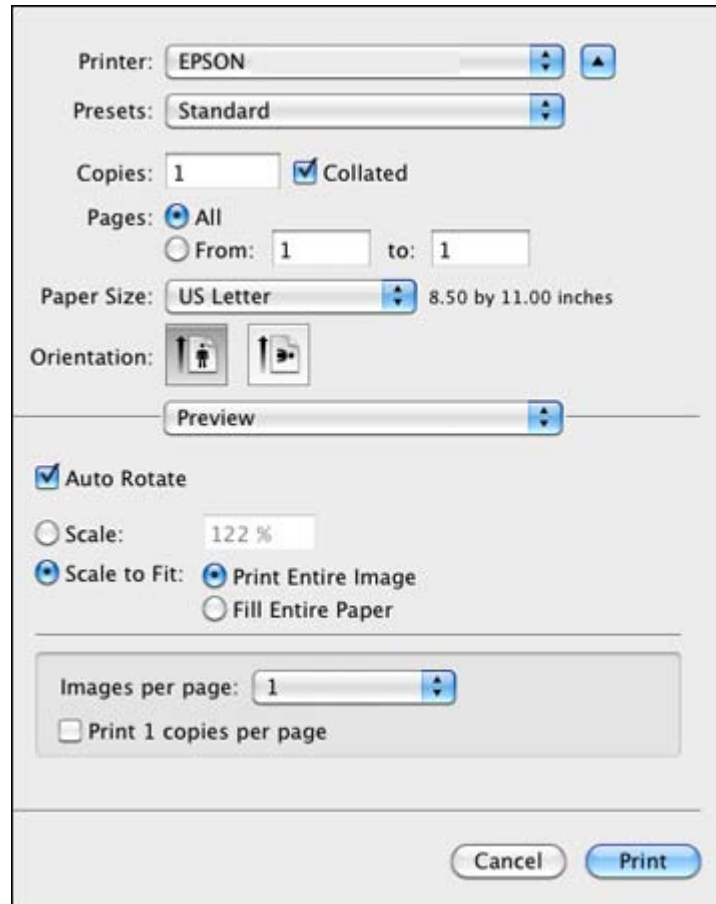 Printer: EPSON
Presets: Standard
Copies: 1 Collated
Pages: All
From: 1 to: 1
Paper Size: US Letter 8.50 by 11.00 inches
Orientation:
Preview
Auto Rotate
Scale: 122 %
Scale to Fit: Print Entire Image
Fill Entire Paper
Images per page: 1
Print 1 copies per page
Cancel Print